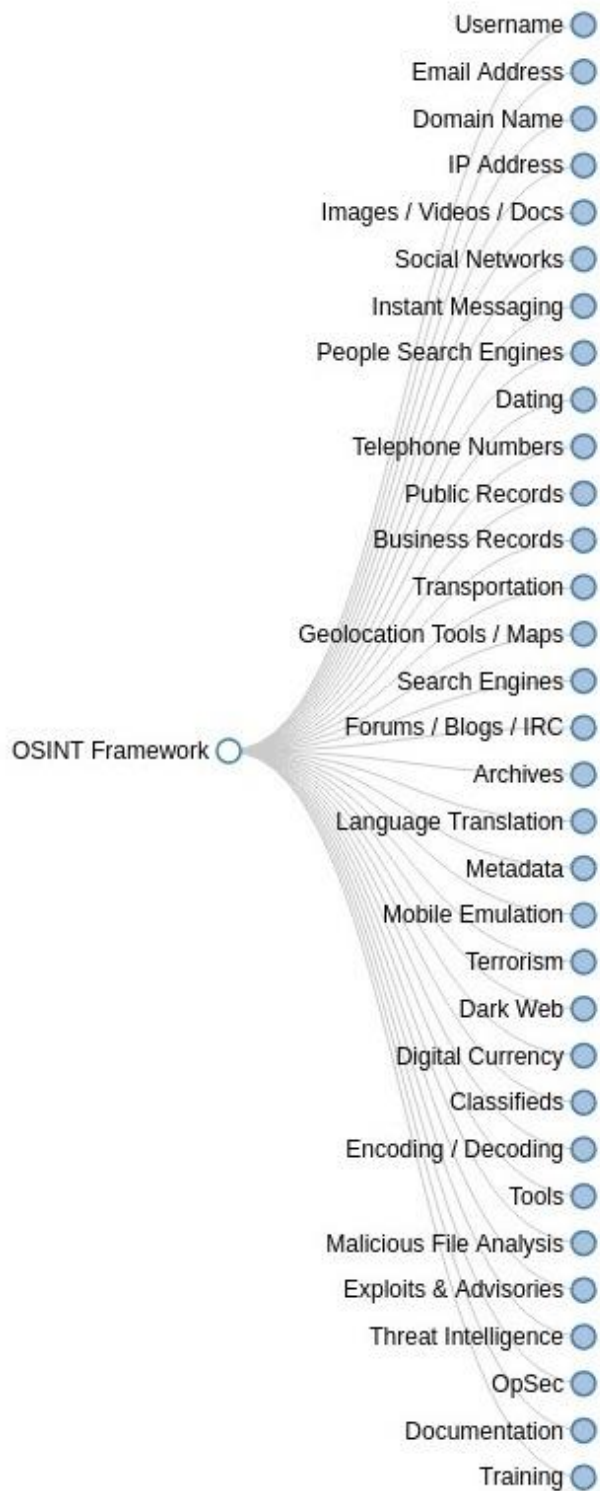 Username
Email Address
Domain Name
IP Address
Images / Videos / Docs
Social Networks
Instant Messaging
People Search Engines
Dating
Telephone Numbers
Public Records
Business Records
Transportation
Geolocation Tools / Maps
Search Engines
Forums / Blogs / IRC
OSINT Framework
Archives
Language Translation
Metadata
Mobile Emulation
Terrorism
Dark Web
Digital Currency
Classifieds
Encoding / Decoding
Tools
Malicious File Analysis
Exploits & Advisories
Threat Intelligence
OpSec
Documentation
Training